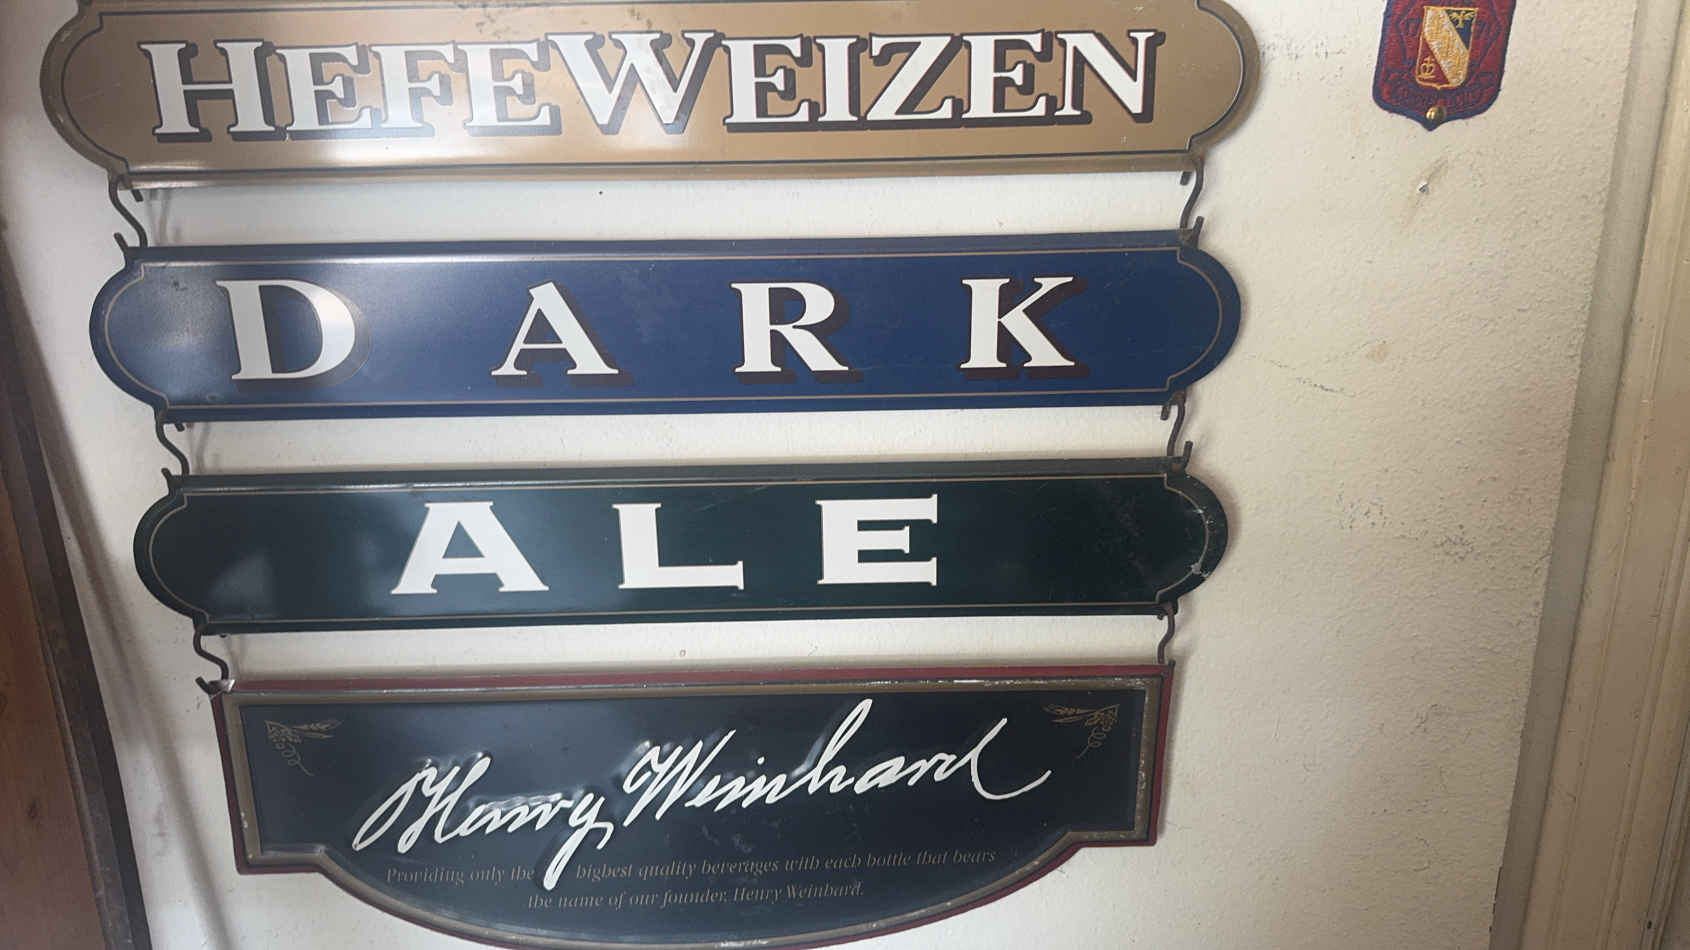 HEFEWEIZEN
DARK
ALE
Henry Weinhard
Providing only the highest quality beverages with each bottle that bears
the name of our founder, Henry Weinhard.